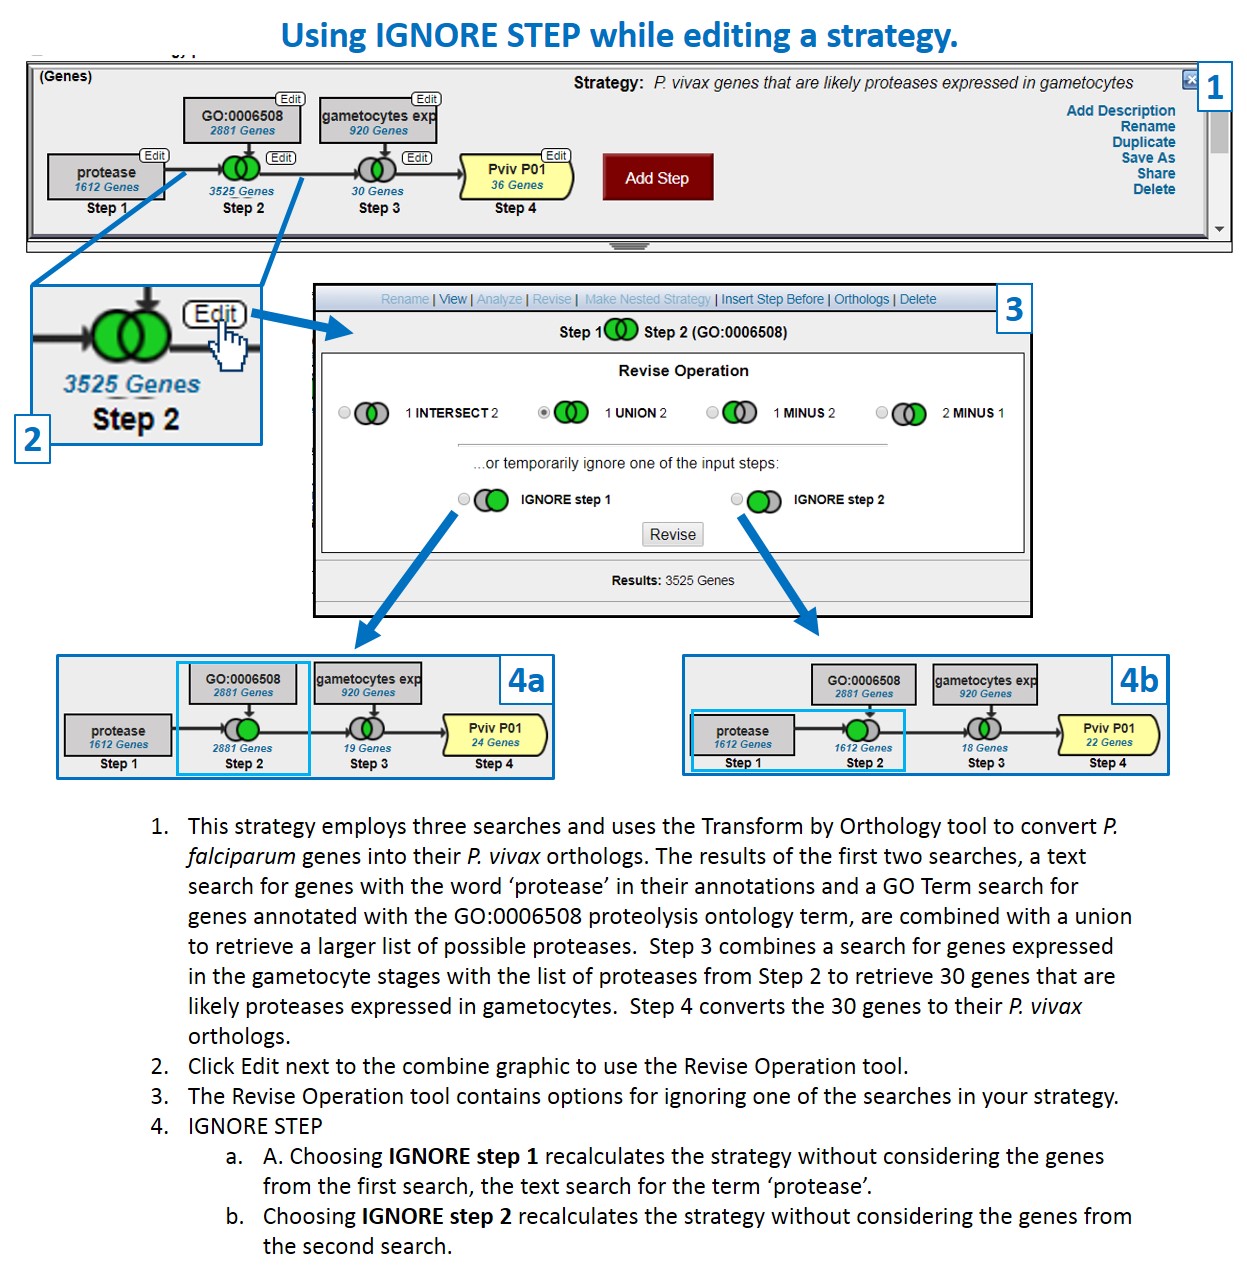 Using IGNORE STEP while editing a strategy.
(Genes)
Strategy: P. vivax genes that are likely proteases expressed in gametocytes
1
Add Description
Rename
Duplicate
Save As
Share
Delete
Edit
GO:0006508
2881 Genes
Edit
gametocytes exp
920 Genes
Edit
protease
1612 Genes
Step 1
Edit
3525 Genes
Step 2
Edit
30 Genes
Step 3
Edit
Pviv P01
36 Genes
Step 4
Add Step
Edit
3525 Genes
Step 2
2
Rename | View | Analyze | Revise | Make Nested Strategy | Insert Step Before | Orthologs | Delete
3
Step 1 Step 2 (GO:0006508)
Revise Operation
1 INTERSECT 2 1 UNION 2 1 MINUS 2 2 MINUS 1
...or temporarily ignore one of the input steps:
IGNORE step 1 IGNORE step 2
Revise
Results: 3525 Genes
4a
GO:0006508
2881 Genes
gametocytes exp
920 Genes
protease
1612 Genes
Step 1
2881 Genes
Step 2
19 Genes
Step 3
Pviv P01
24 Genes
Step 4
4b
GO:0006508
2881 Genes
gametocytes exp
920 Genes
protease
1612 Genes
Step 1
1612 Genes
Step 2
18 Genes
Step 3
Pviv P01
22 Genes
Step 4
1. This strategy employs three searches and uses the Transform by Orthology tool to convert P.
falciparum genes into their P. vivax orthologs. The results of the first two searches, a text
search for genes with the word ‘protease’ in their annotations and a GO Term search for
genes annotated with the GO:0006508 proteolysis ontology term, are combined with a union
to retrieve a larger list of possible proteases. Step 3 combines a search for genes expressed
in the gametocyte stages with the list of proteases from Step 2 to retrieve 30 genes that are
likely proteases expressed in gametocytes. Step 4 converts the 30 genes to their P. vivax
orthologs.
2. Click Edit next to the combine graphic to use the Revise Operation tool.
3. The Revise Operation tool contains options for ignoring one of the searches in your strategy.
4. IGNORE STEP
a. A. Choosing IGNORE step 1 recalculates the strategy without considering the genes
from the first search, the text search for the term ‘protease’.
b. Choosing IGNORE step 2 recalculates the strategy without considering the genes from
the second search.